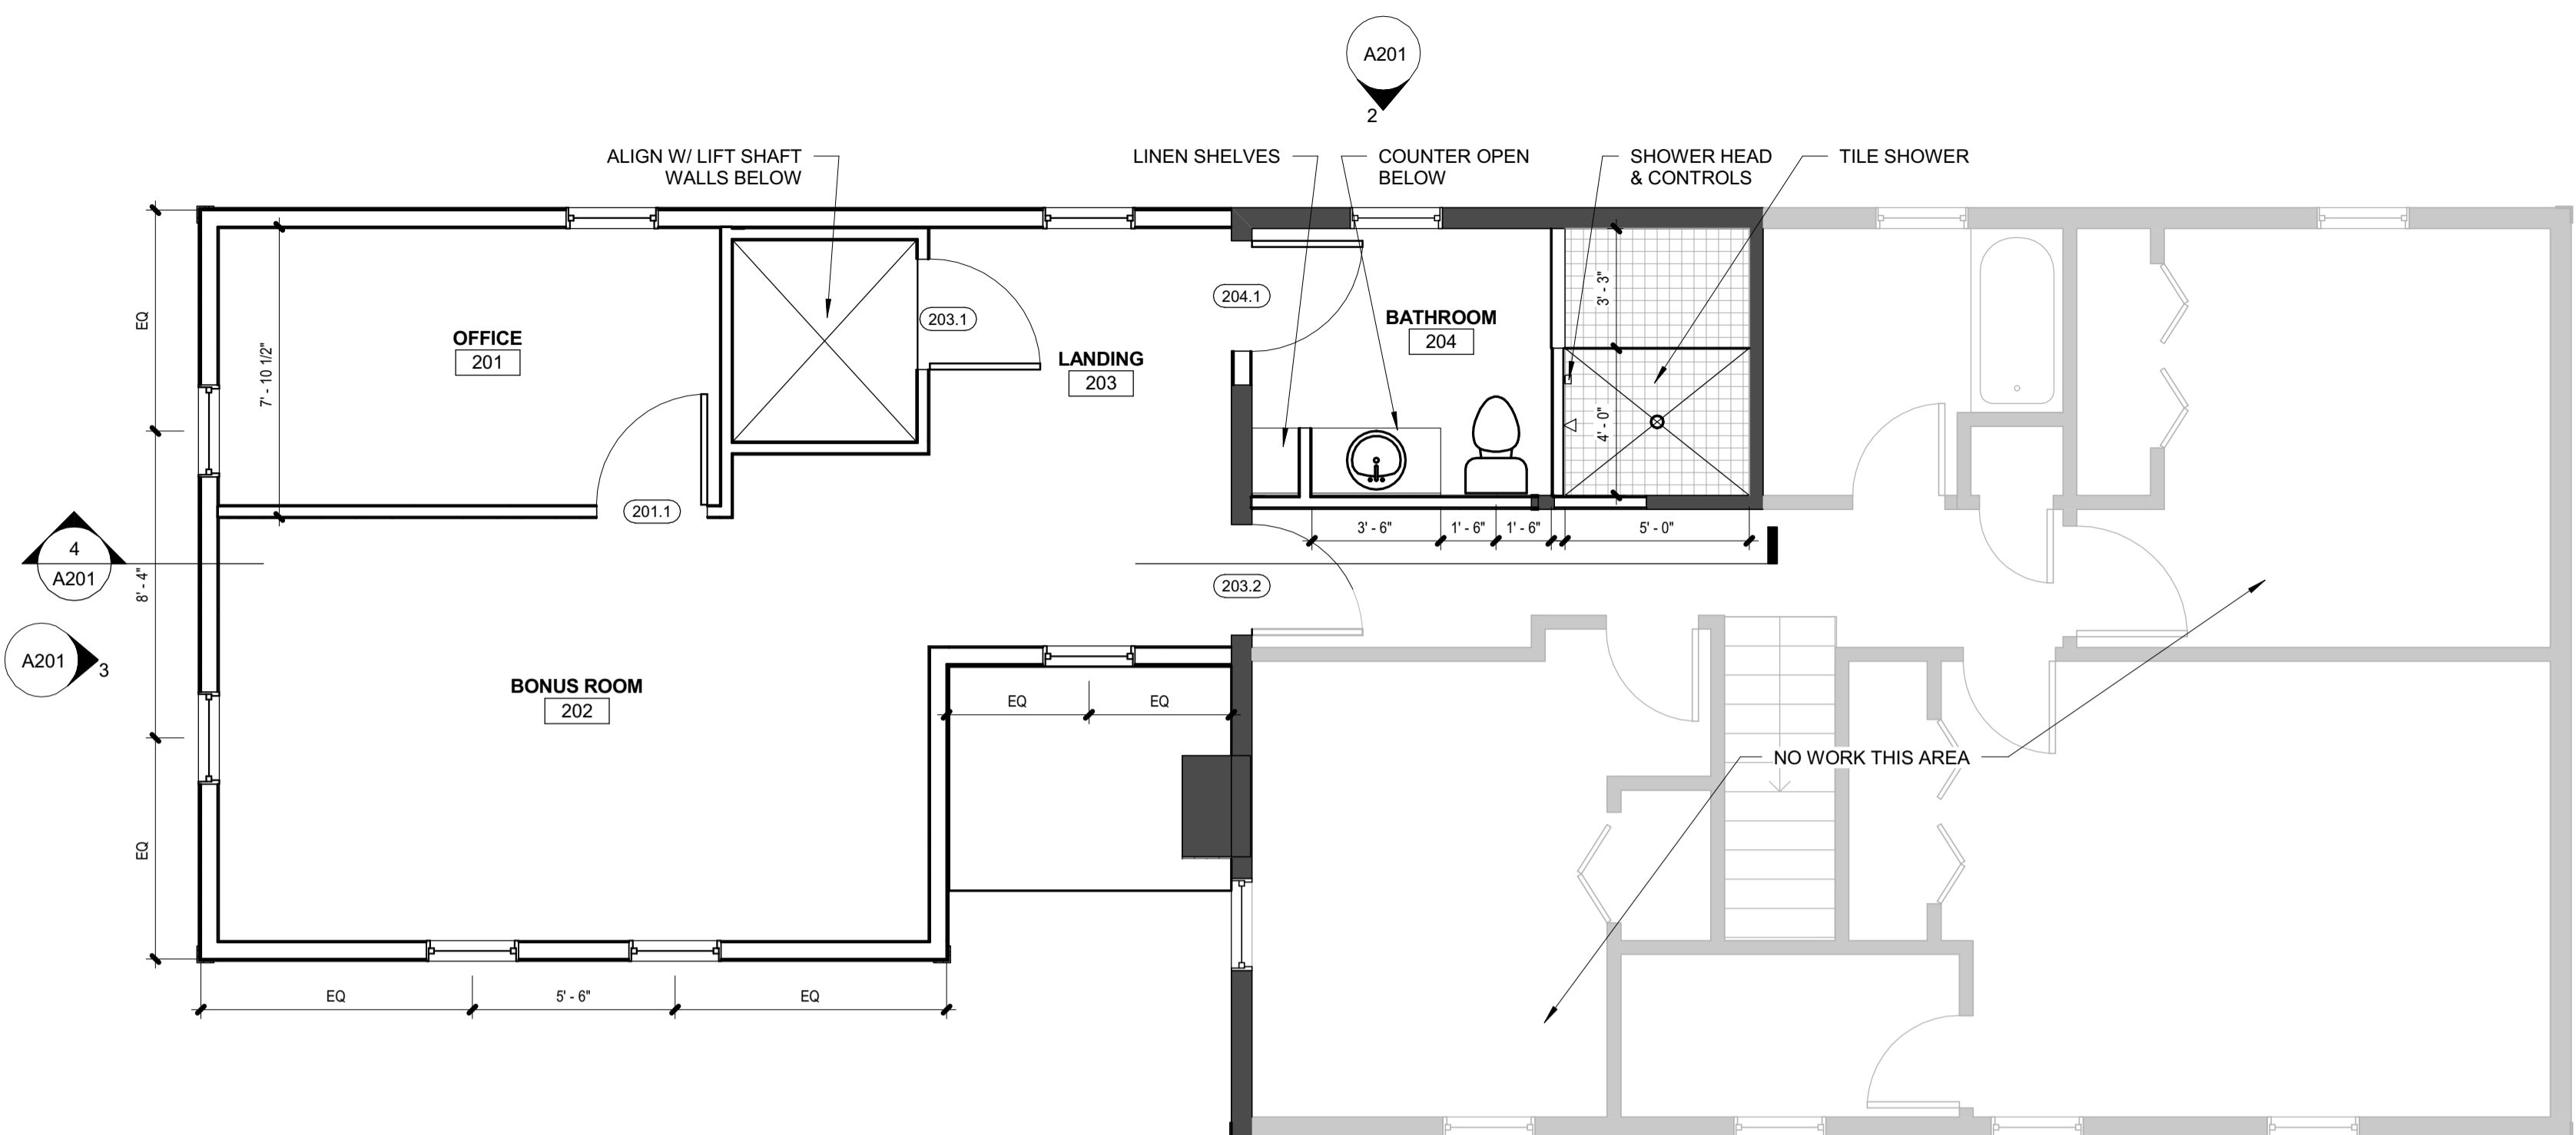 A201
2
ALIGN W/ LIFT SHAFT
WALLS BELOW
LINEN SHELVES
COUNTER OPEN
BELOW
SHOWER HEAD
& CONTROLS
TILE SHOWER
EQ
7' - 10 1/2"
OFFICE
201
203.1
LANDING
203
204.1
BATHROOM
204
3' - 3"
4' - 0"
201.1
3' - 6"
1' - 6"
1' - 6"
5' - 0"
4
A201
8' - 4"
203.2
A201
3
BONUS ROOM
202
EQ
EQ
NO WORK THIS AREA
EQ
EQ
5' - 6"
EQ